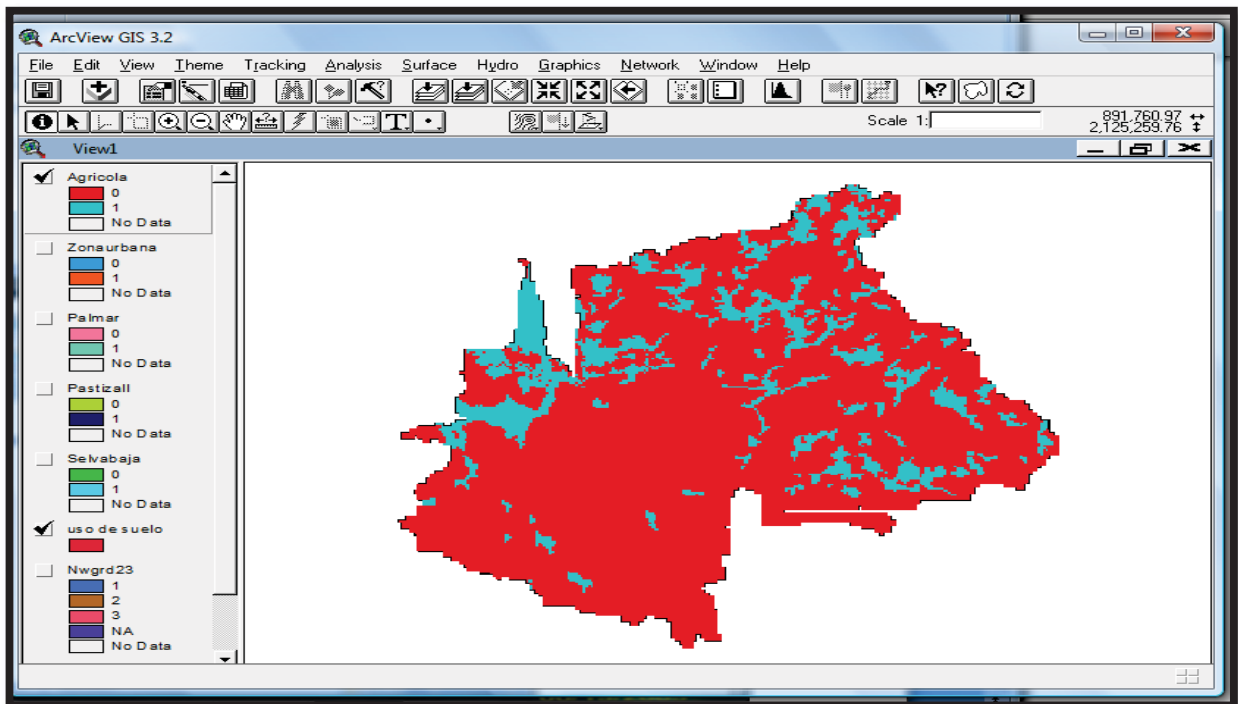 ArcView GIS 3.2
File Edit View Theme Tracking Analysis Surface Hydro Graphics Network Window Help
Scale 1:
891,760.97
2,125,259.76
View1
Agricola
0
1
No Data
Zonaurbana
0
1
No Data
Palmar
0
1
No Data
Pastizall
0
1
No Data
Selvabaja
0
1
No Data
uso de suelo
Nwgrd23
1
2
3
NA
No Data